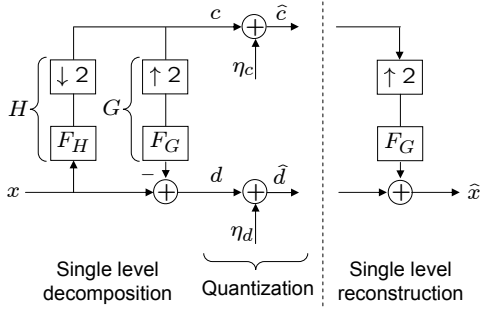 c
ĉ
↓ 2
↑ 2
η_c
↑ 2
H
G
F_H
F_G
F_G
−
x
d
d̂
x̂
η_d
Single level
decomposition
Quantization
Single level
reconstruction